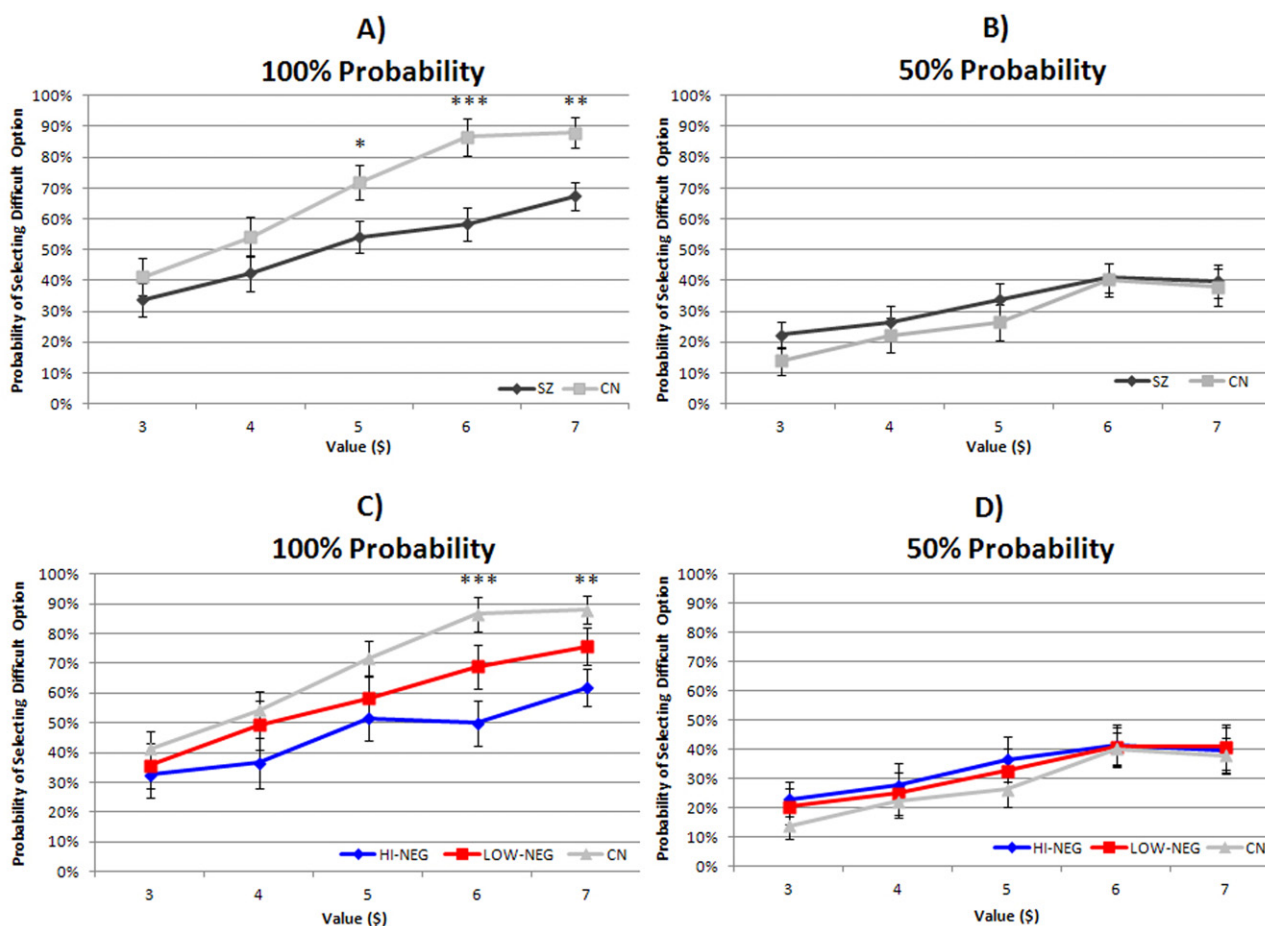 A)
100% Probability
Probability of Selecting Difficult Option
100%
90%
80%
70%
60%
50%
40%
30%
20%
10%
0%
* *** **
SZ CN
3 4 5 6 7
Value ($)
B)
50% Probability
Probability of Selecting Difficult Option
100%
90%
80%
70%
60%
50%
40%
30%
20%
10%
0%
SZ CN
3 4 5 6 7
Value ($)
C)
100% Probability
Probability of Selecting Difficult Option
100%
90%
80%
70%
60%
50%
40%
30%
20%
10%
0%
*** **
HI-NEG LOW-NEG CN
3 4 5 6 7
Value ($)
D)
50% Probability
Probability of Selecting Difficult Option
100%
90%
80%
70%
60%
50%
40%
30%
20%
10%
0%
HI-NEG LOW-NEG CN
3 4 5 6 7
Value ($)